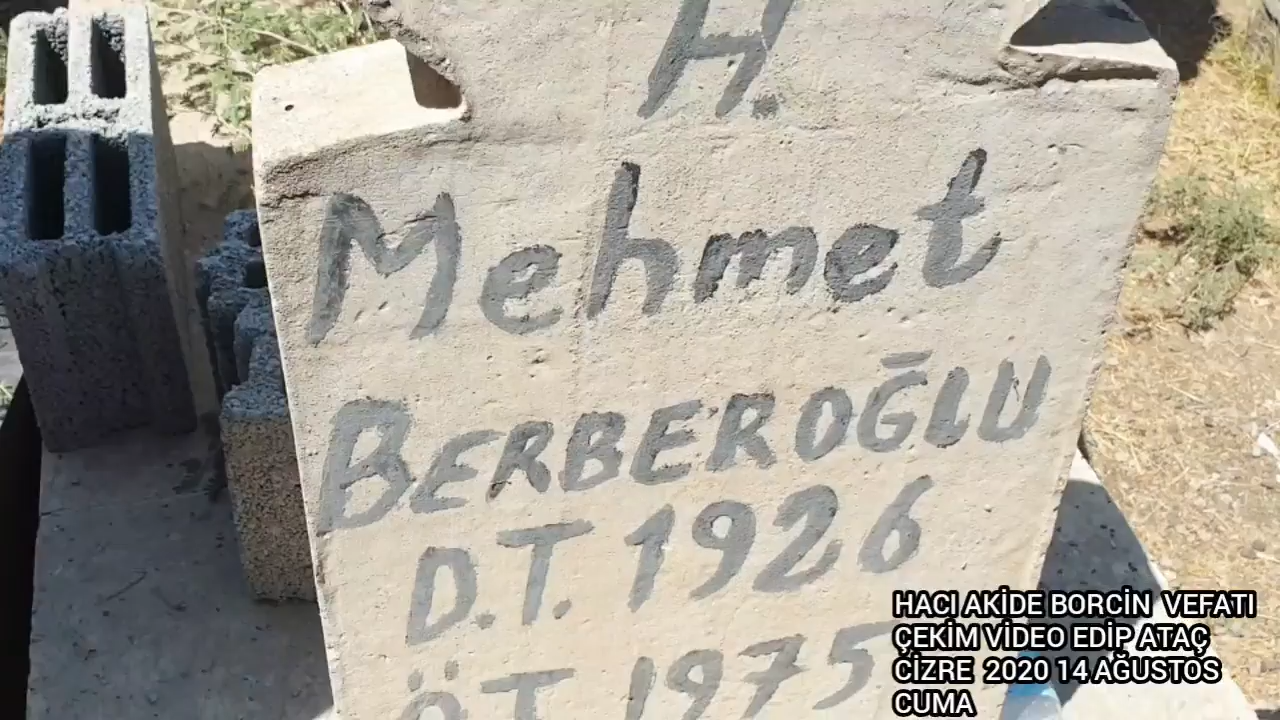 H.
Mehmet
BERBEROĞLU
D.T. 1926
Ö.T. 1975
HACI AKİDE BORCİN VEFATI
ÇEKİM VİDEO EDİP ATAÇ
CİZRE 2020 14 AĞUSTOS
CUMA